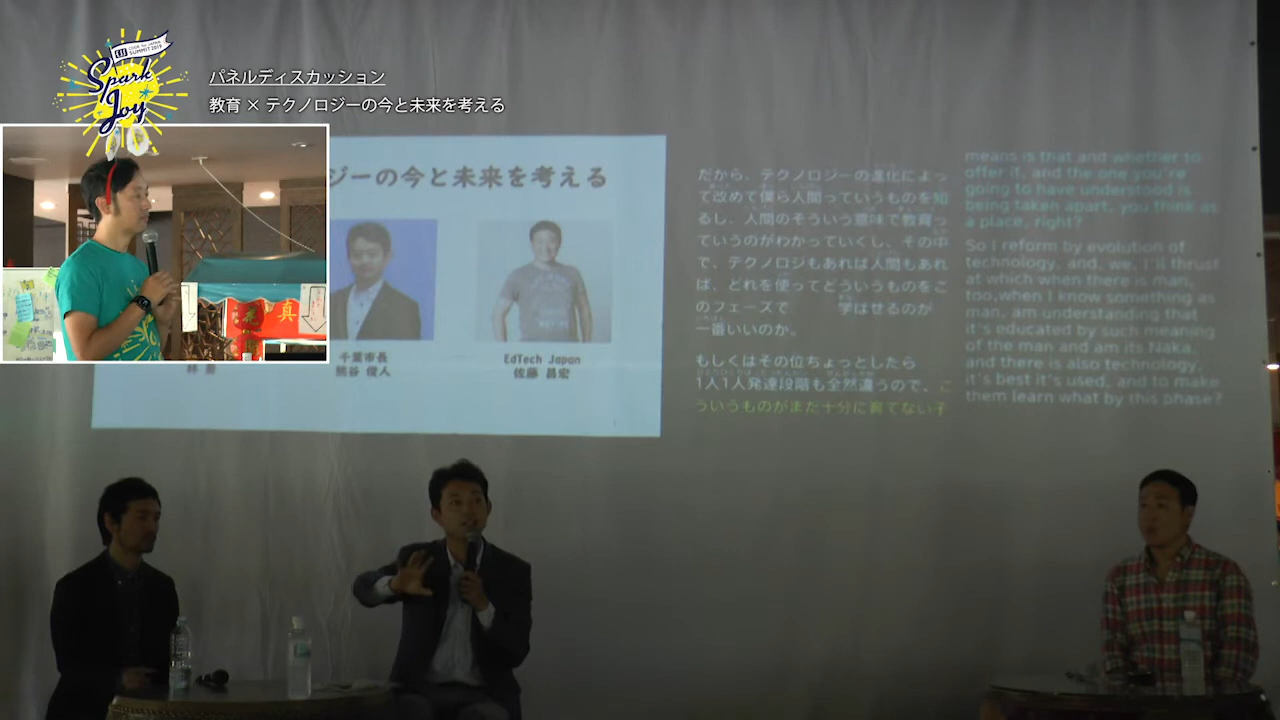 CODE for JAPAN
SUMMIT 2019
Spark
Joy
パネルディスカッション
教育 × テクノロジーの今と未来を考える
ジーの今と未来を考える
千葉市長
熊谷 俊人
EdTech Japan
佐藤 昌宏
真
だから、テクノロジーの進化によっ
て改めて僕ら人間っていうものを知
るし、人間のそういう意味で教育っ
ていうのがわかっていくし、その中
で、テクノロジもあれば人間もあれ
ば、どれを使ってどういうものをこ
のフェーズで 学ばせるのが
一番いいのか。
もしくはその位ちょっとしたら
1人1人発達段階も全然違うので、こ
ういうものがまだ十分に育てない子
means is that and whether to
offer it, and the one you're
going to have understood is
being taken apart, you think as
a place, right?
So I reform by evolution of
technology, and, we, I'll thrust
at which when there is man,
so,when I know something as
man, am understanding that
it's educated by such meaning
of the man and am its Naka,
and there is also technology,
it's best it's used, and to make
them learn what by this phase?